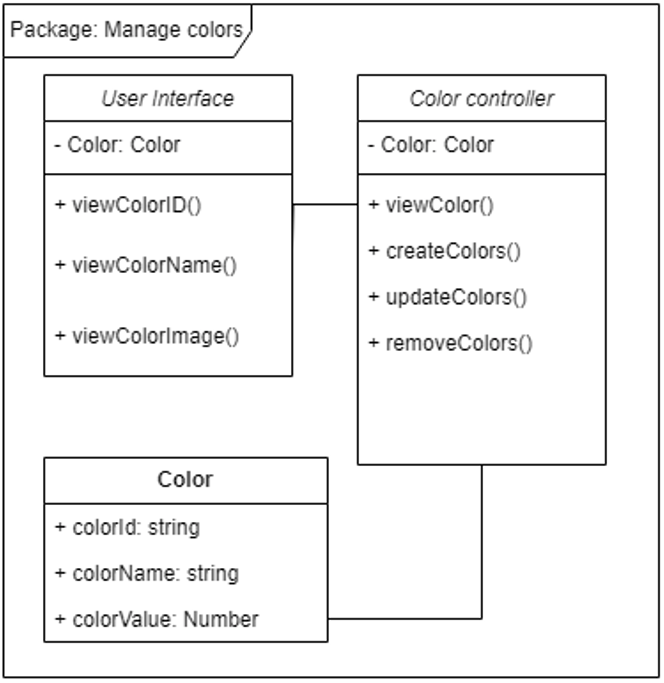 Package: Manage colors
User Interface
- Color: Color
+ viewColorID()
+ viewColorName()
+ viewColorImage()
Color controller
- Color: Color
+ viewColor()
+ createColors()
+ updateColors()
+ removeColors()
Color
+ colorId: string
+ colorName: string
+ colorValue: Number